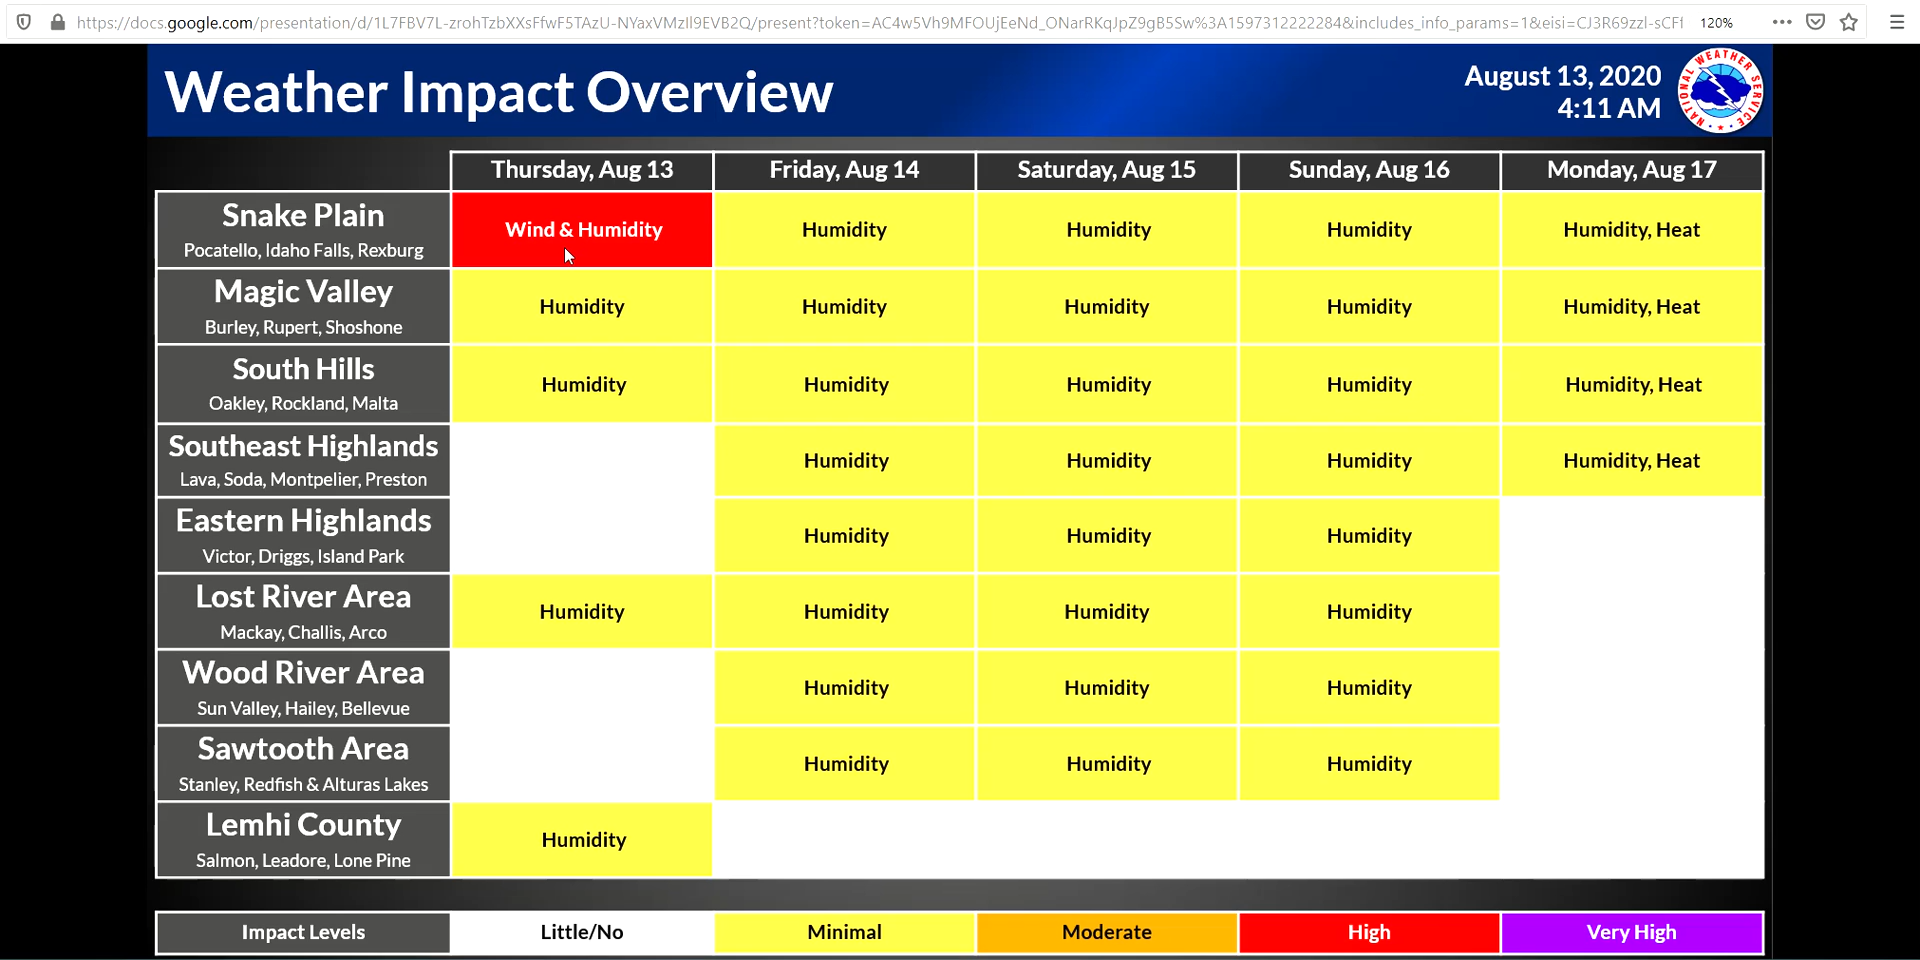 https://docs.google.com/presentation/d/1L7FBV7L-zrohTzbXXsFfwF5TAzU-NYaxVMzIl9EVB2Q/present?token=AC4w5Vh9MFOUjEeNd_ONarRKqJpZ9gB5Sw%3A1597312222284&includes_info_params=1&eisi=CJ3R69zzl-sCFf
120%
Weather Impact Overview
August 13, 2020
4:11 AM
NATIONAL WEATHER SERVICE
Thursday, Aug 13 Friday, Aug 14 Saturday, Aug 15 Sunday, Aug 16 Monday, Aug 17
Snake Plain
Pocatello, Idaho Falls, Rexburg
Wind & Humidity Humidity Humidity Humidity Humidity, Heat
Magic Valley
Burley, Rupert, Shoshone
Humidity Humidity Humidity Humidity Humidity, Heat
South Hills
Oakley, Rockland, Malta
Humidity Humidity Humidity Humidity Humidity, Heat
Southeast Highlands
Lava, Soda, Montpelier, Preston
Humidity Humidity Humidity Humidity, Heat
Eastern Highlands
Victor, Driggs, Island Park
Humidity Humidity Humidity
Lost River Area
Mackay, Challis, Arco
Humidity Humidity Humidity Humidity
Wood River Area
Sun Valley, Hailey, Bellevue
Humidity Humidity Humidity
Sawtooth Area
Stanley, Redfish & Alturas Lakes
Humidity Humidity Humidity
Lemhi County
Salmon, Leadore, Lone Pine
Humidity
Impact Levels Little/No Minimal Moderate High Very High